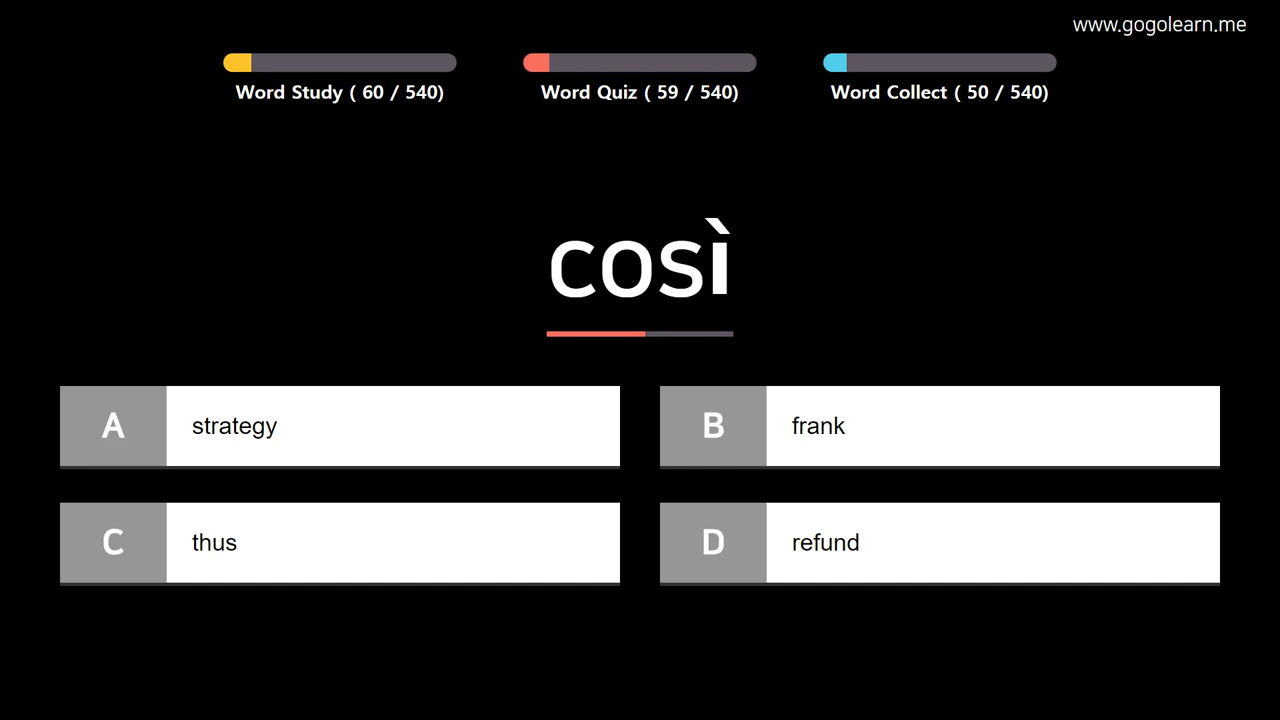 www.gogolearn.me
Word Study ( 60 / 540)
Word Quiz ( 59 / 540)
Word Collect ( 50 / 540)
così
A strategy
B frank
C thus
D refund